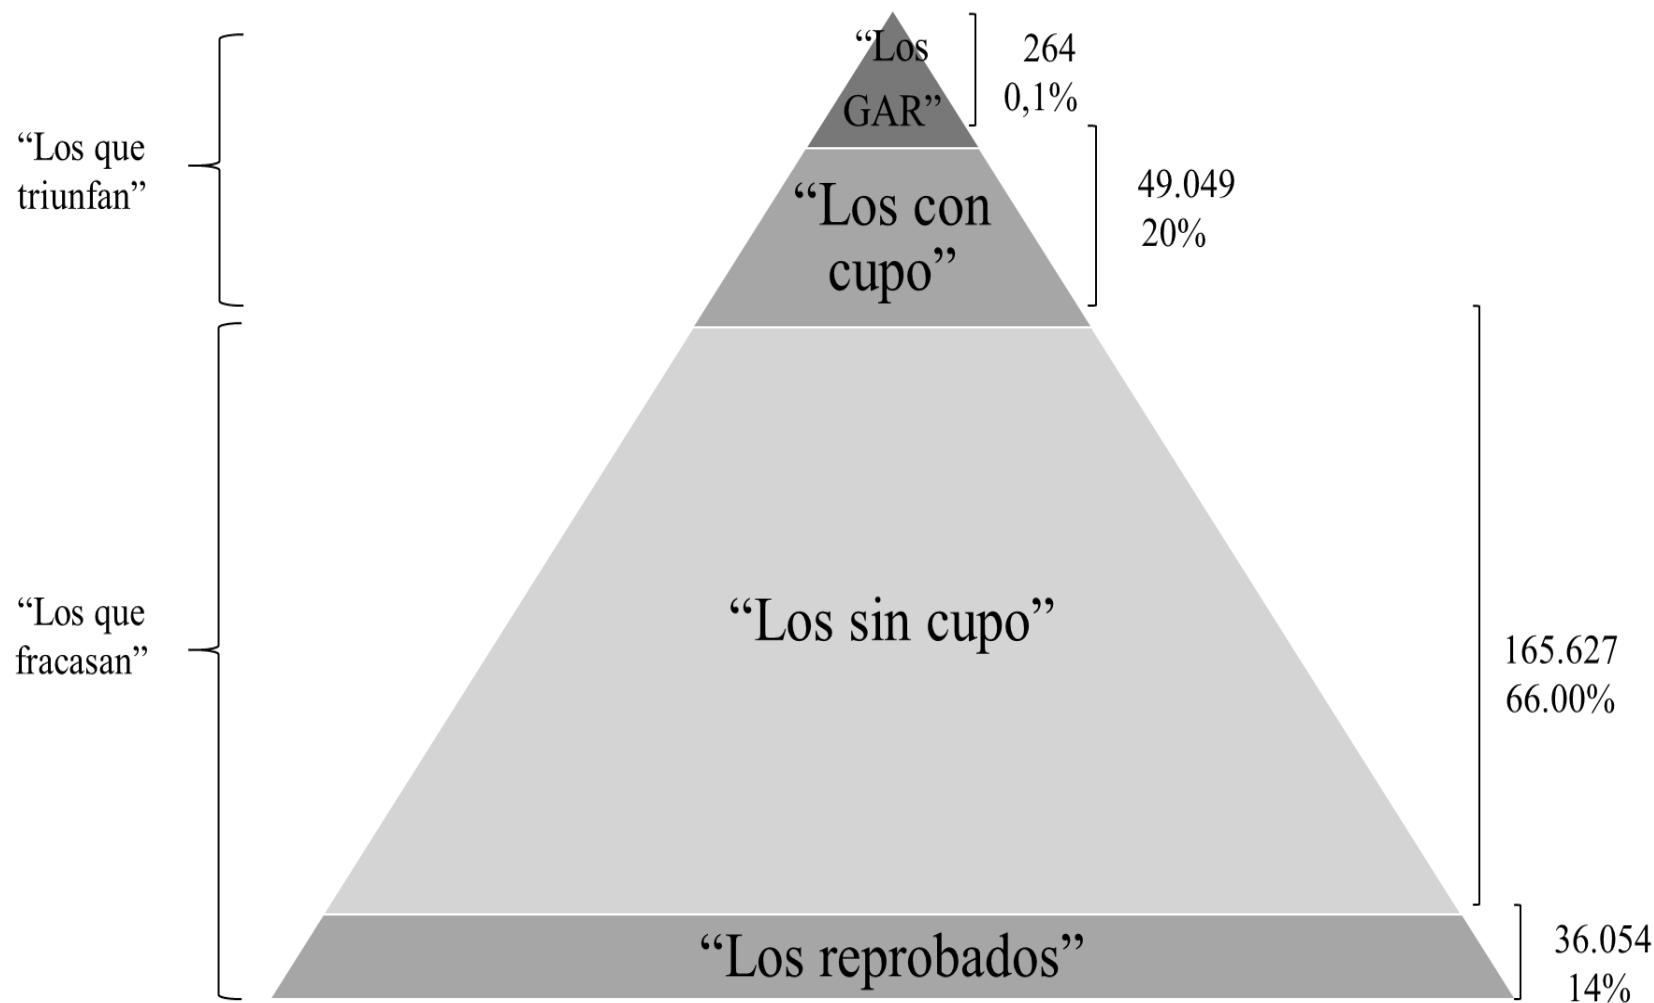 “Los
GAR”
264
0,1%
“Los que
triunfan”
“Los con
cupo”
49.049
20%
“Los que
fracasan”
“Los sin cupo”
165.627
66.00%
“Los reprobados”
36.054
14%